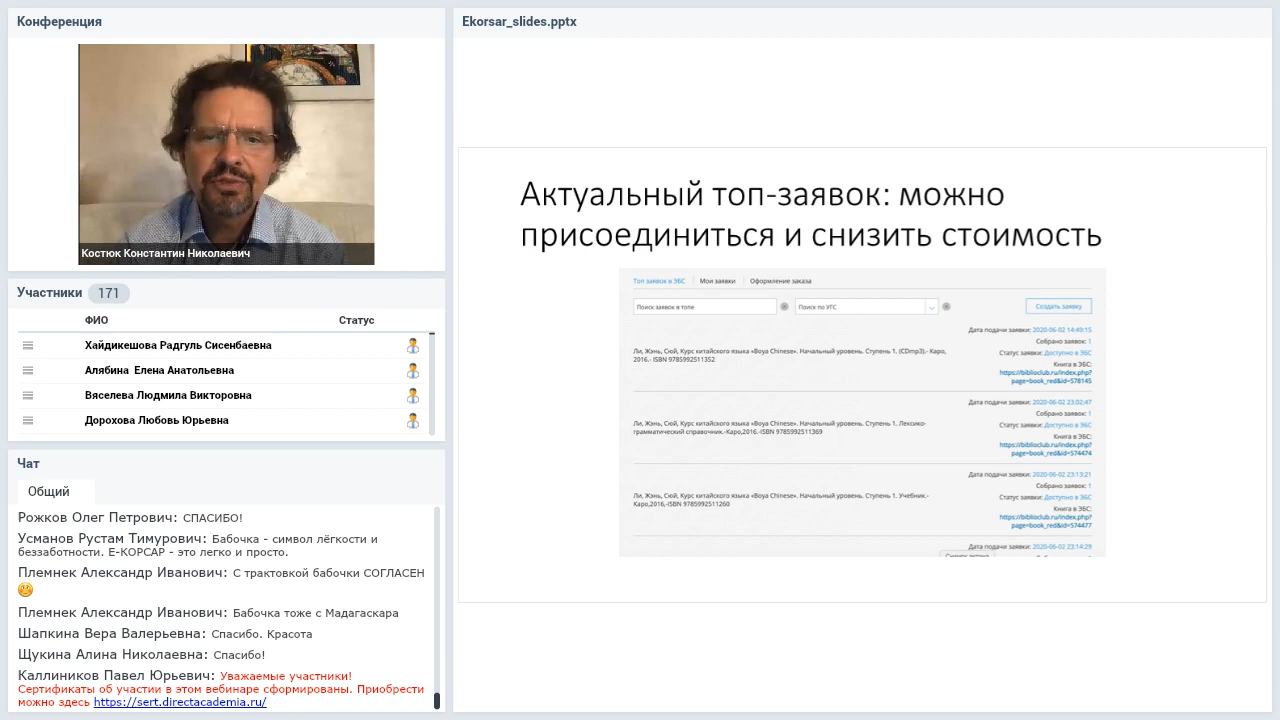 Конференция
Костюк Константин Николаевич
Участники 171
ФИО Статус
Хайдикешова Радгуль Сисенбаевна
Алябина  Елена Анатольевна
Вяселева Людмила Викторовна
Дорохова Любовь Юрьевна
Чат
Общий
Рожков Олег Петрович: СПАСИБО!
Усманов Рустам Тимурович: Бабочка - символ лёгкости и
беззаботности. Е-КОРСАР - это легко и просто.
Племнек Александр Иванович: С трактовкой бабочки СОГЛАСЕН
Племнек Александр Иванович: Бабочка тоже с Мадагаскара
Шапкина Вера Валерьевна: Спасибо. Красота
Щукина Алина Николаевна: Спасибо!
Каллиников Павел Юрьевич: Уважаемые участники!
Сертификаты об участии в этом вебинаре сформированы. Приобрести
можно здесь https://sert.directacademia.ru/
Ekorsar_slides.pptx
Актуальный топ-заявок: можно
присоединиться и снизить стоимость
Топ заявок в ЭБС Мои заявки Оформление заказа
Поиск заявок в топе Поиск по УГС Создать заявку
Дата подачи заявки: 2020-06-02 14:49:15
Собрано заявок: 1
Ли, Жэнь, Сюй, Курс китайского языка «Boya Chinese». Начальный уровень. Ступень 1. (CDmp3).- Каро,
2016.- ISBN 9785992511352
Статус заявки: Доступно в ЭБС
Книга в ЭБС:
https://biblioclub.ru/index.php?
page=book_red&id=578145
Дата подачи заявки: 2020-06-02 23:02:47
Собрано заявок: 1
Ли, Жэнь, Сюй, Курс китайского языка «Boya Chinese». Начальный уровень. Ступень 1. Лексико-
грамматический справочник.-Каро,2016.-ISBN 9785992511369
Статус заявки: Доступно в ЭБС
Книга в ЭБС:
https://biblioclub.ru/index.php?
page=book_red&id=574474
Дата подачи заявки: 2020-06-02 23:13:21
Собрано заявок: 1
Ли, Жэнь, Сюй, Курс китайского языка «Boya Chinese». Начальный уровень. Ступень 1. Учебник.-
Каро,2016,-ISBN 9785992511260
Статус заявки: Доступно в ЭБС
Книга в ЭБС:
https://biblioclub.ru/index.php?
page=book_red&id=574477
Дата подачи заявки: 2020-06-02 23:14:29